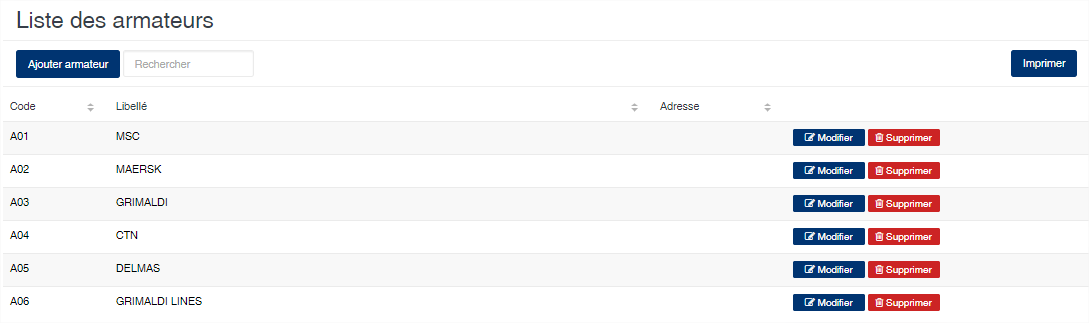 Liste des armateurs
Ajouter armateur Rechercher Imprimer
Code Libellé Adresse
A01 MSC Modifier Supprimer
A02 MAERSK Modifier Supprimer
A03 GRIMALDI Modifier Supprimer
A04 CTN Modifier Supprimer
A05 DELMAS Modifier Supprimer
A06 GRIMALDI LINES Modifier Supprimer